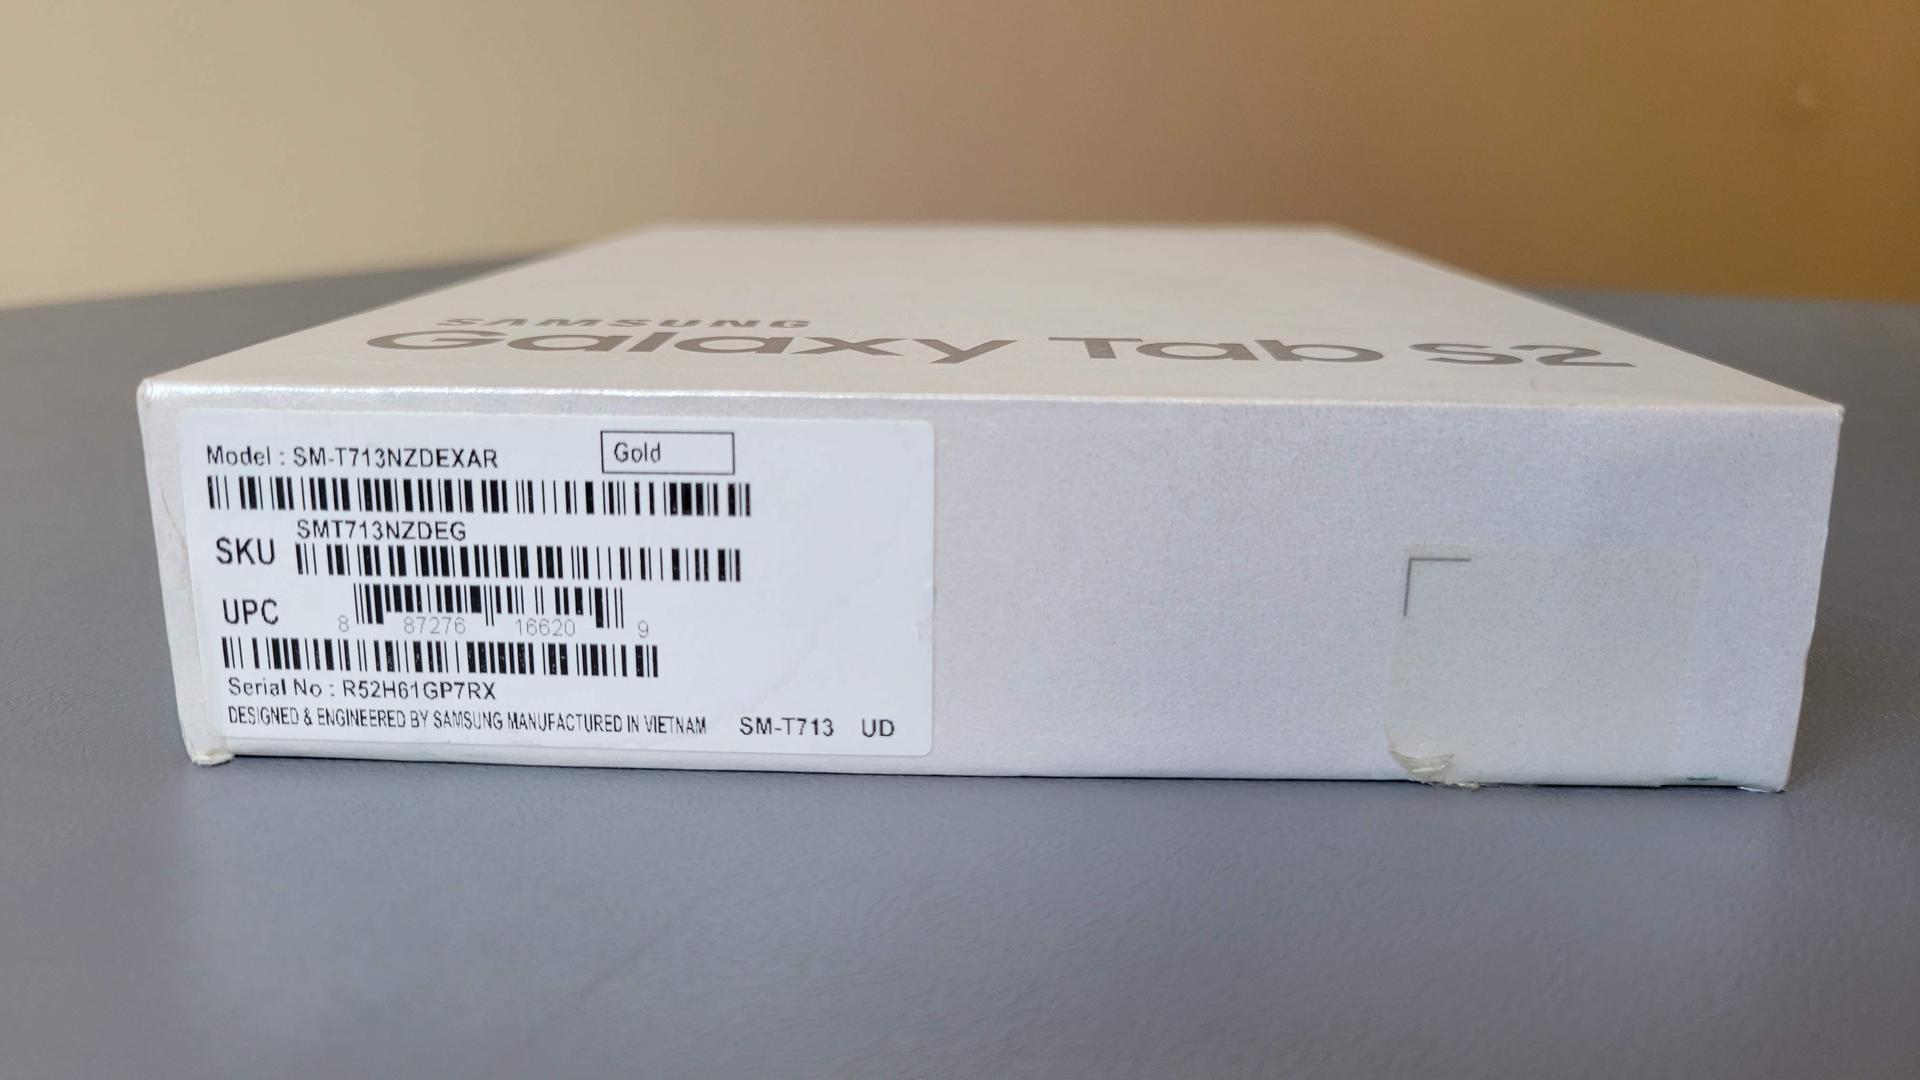 SAMSUNG
Galaxy Tab S2
Model : SM-T713NZDEXAR
Gold
SMT713NZDEG
SKU
UPC
8 87276 16620 9
Serial No : R52H61GP7RX
DESIGNED & ENGINEERED BY SAMSUNG MANUFACTURED IN VIETNAM SM-T713 UD